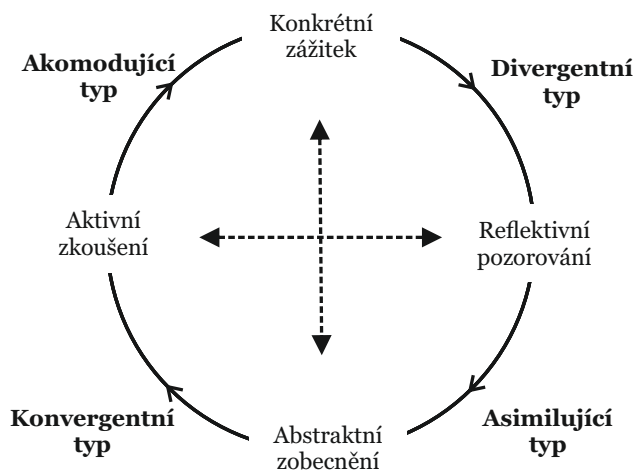 Konkrétní
zážitek
Akomodující
typ
Divergentní
typ
Aktivní
zkoušení
Reflektivní
pozorování
Konvergentní
typ
Abstraktní
zobecnění
Asimilující
typ